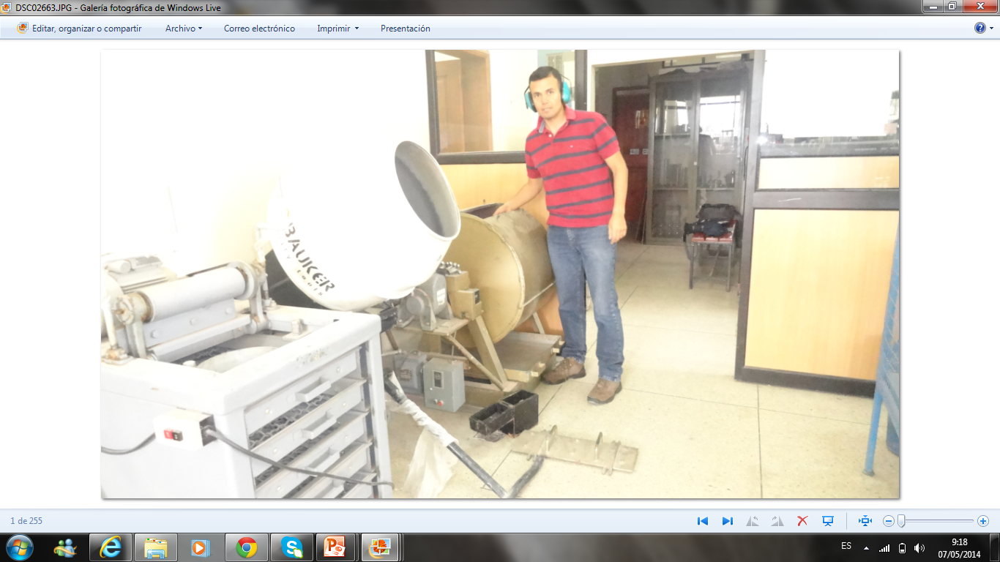 DSC02663.JPG - Galería fotográfica de Windows Live
Editar, organizar o compartir Archivo Correo electrónico Imprimir Presentación
BAUKER
1 de 255
ES 9:18
07/05/2014